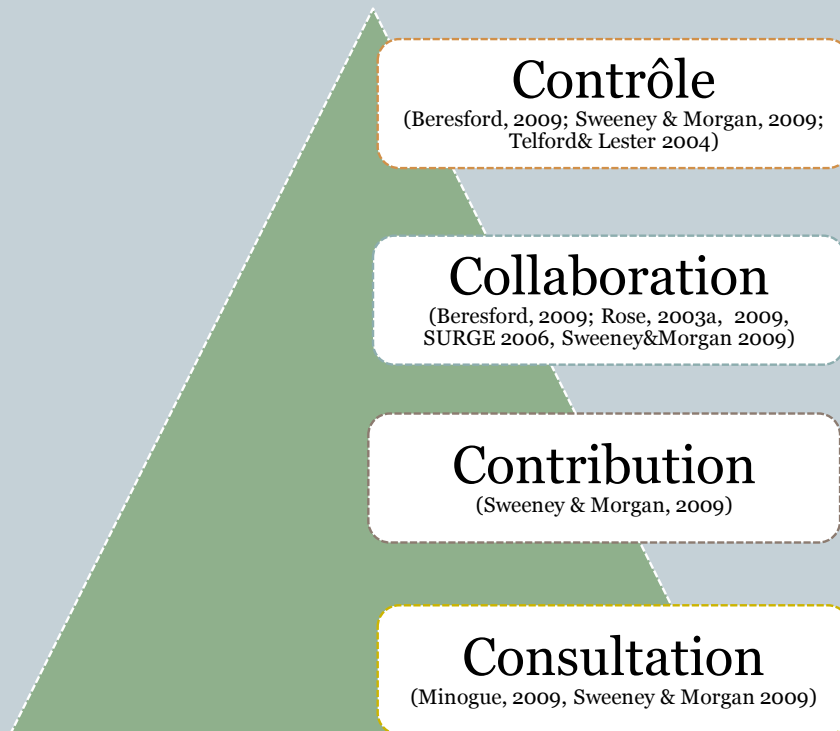 Contrôle
(Beresford, 2009; Sweeney & Morgan, 2009;
Telford& Lester 2004)
Collaboration
(Beresford, 2009; Rose, 2003a,  2009,
SURGE 2006, Sweeney&Morgan 2009)
Contribution
(Sweeney & Morgan, 2009)
Consultation
(Minogue, 2009, Sweeney & Morgan 2009)